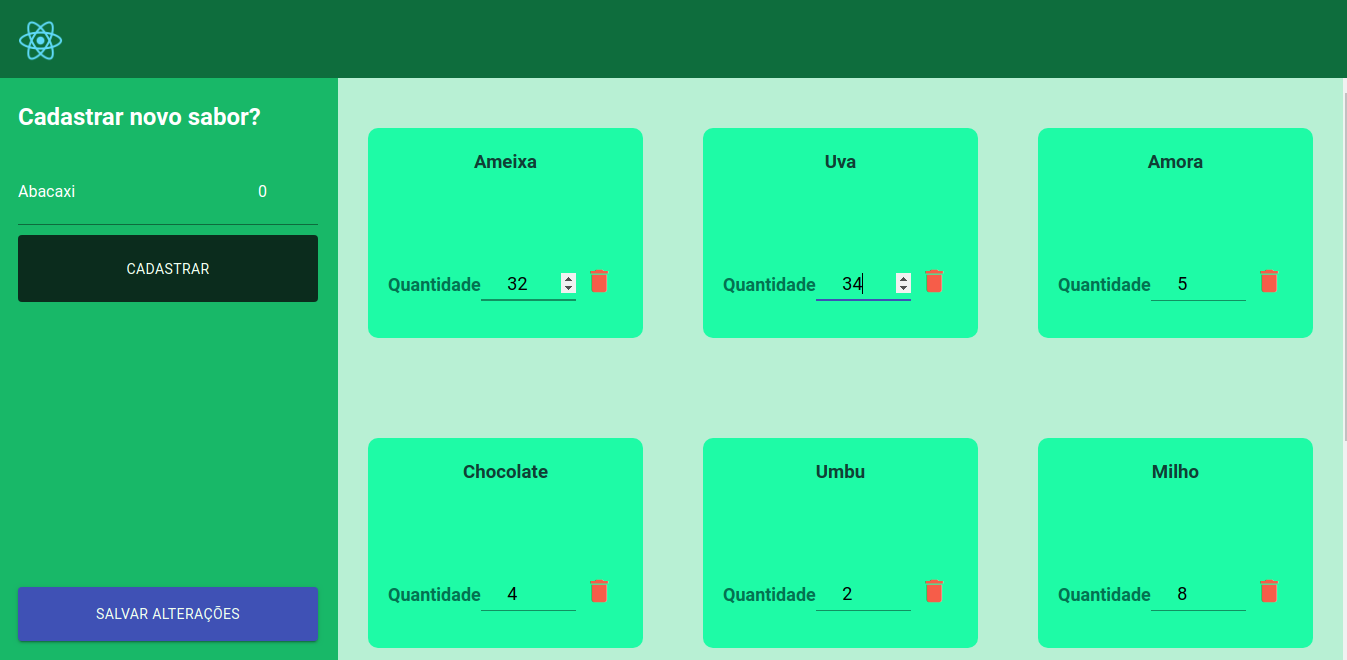 Cadastrar novo sabor?
Abacaxi 0
CADASTRAR
SALVAR ALTERAÇÕES
Ameixa
Quantidade 32
Uva
Quantidade 34
Amora
Quantidade 5
Chocolate
Quantidade 4
Umbu
Quantidade 2
Milho
Quantidade 8